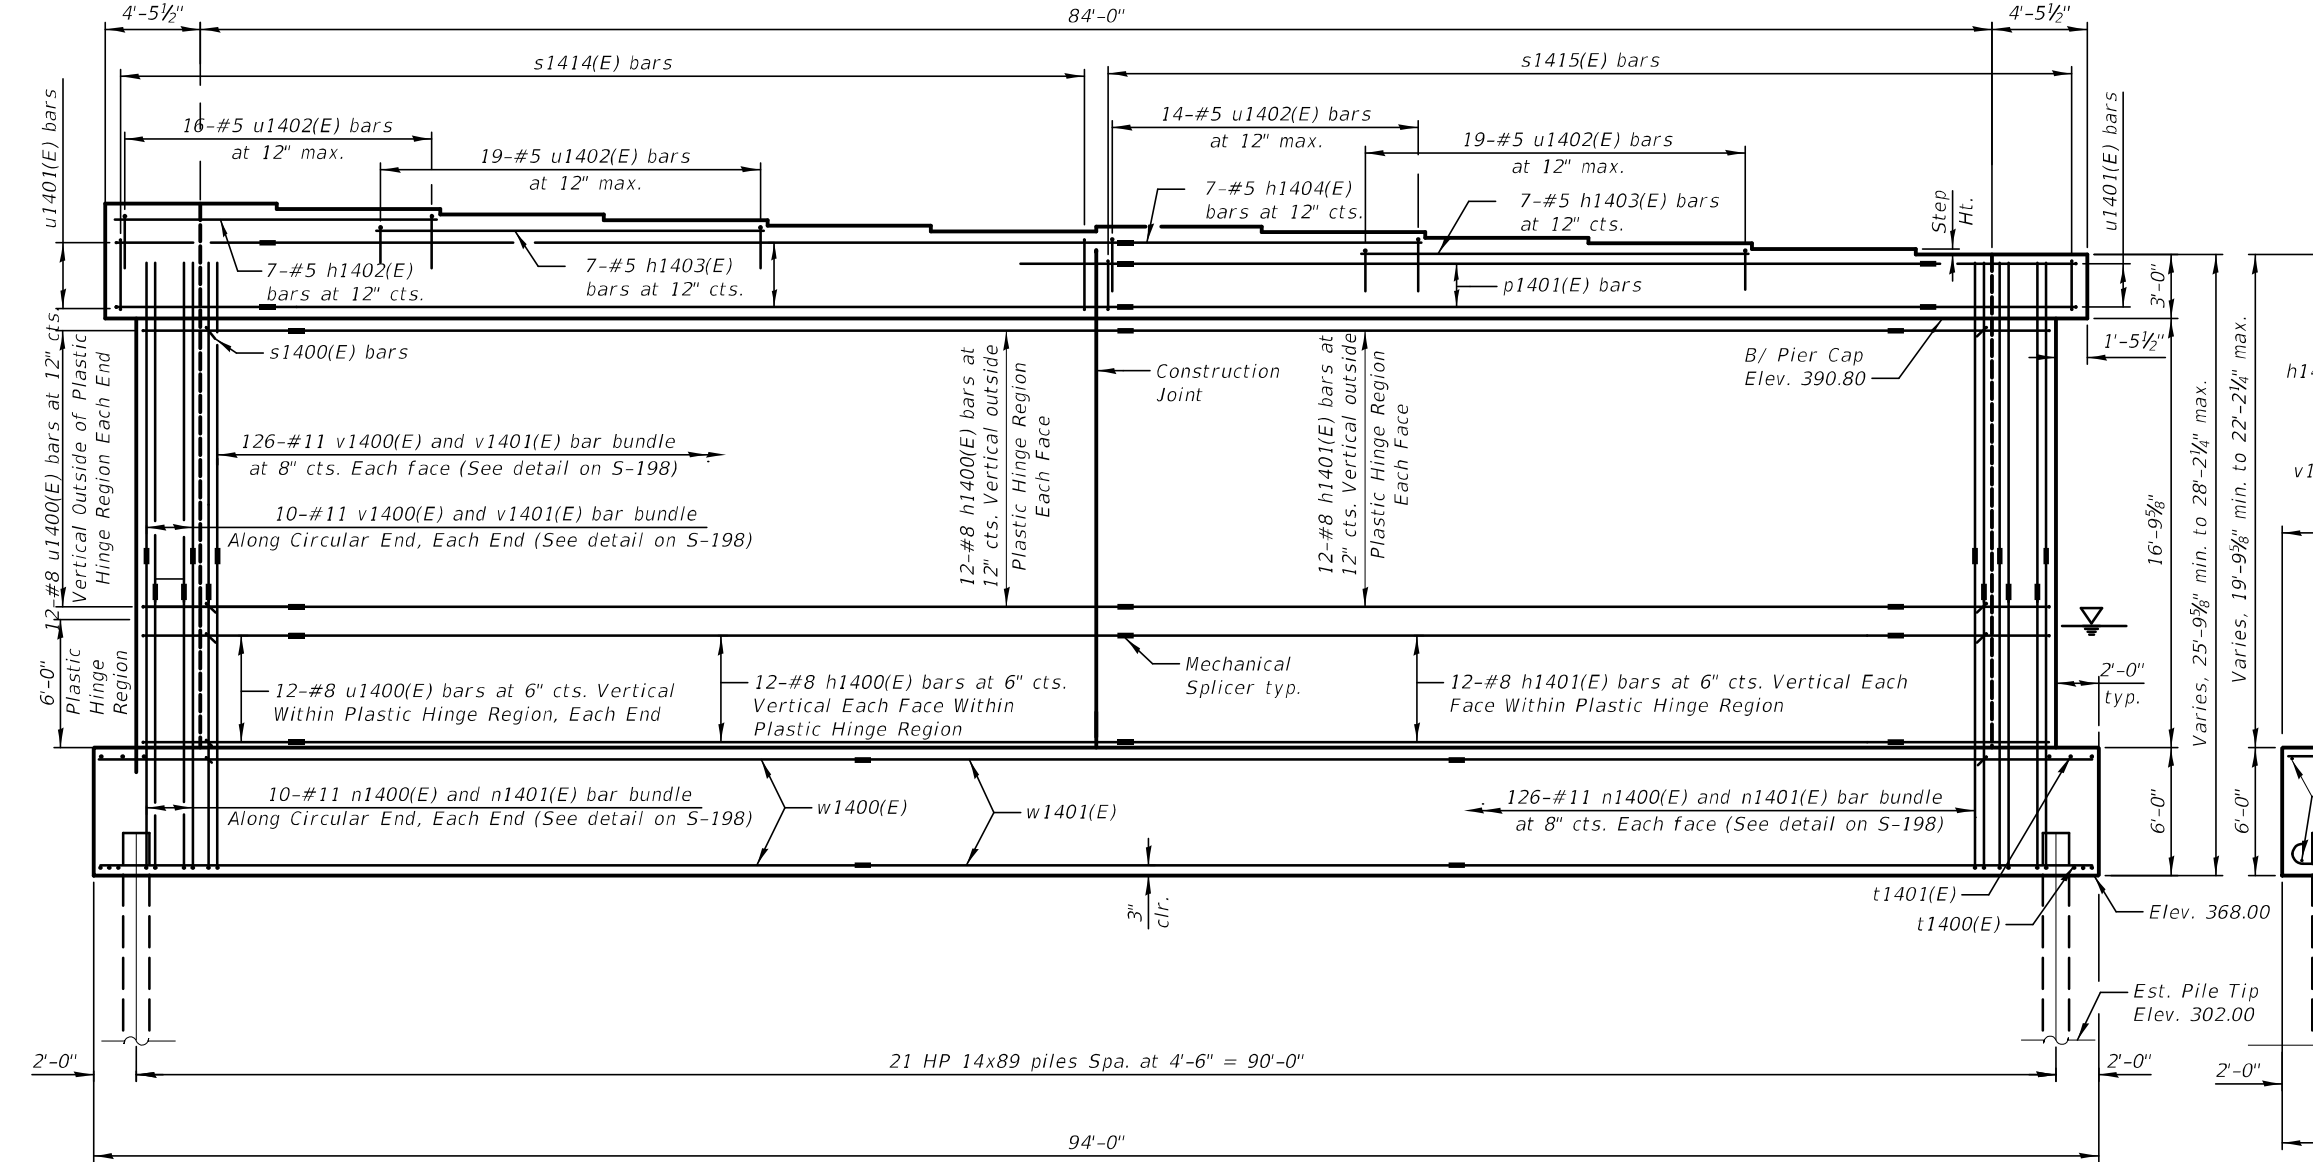 4'-5½"
84'-0"
4'-5½"
s1414(E) bars
s1415(E) bars
u1401(E) bars
16-#5 u1402(E) bars
at 12" max.
19-#5 u1402(E) bars
at 12" max.
14-#5 u1402(E) bars
at 12" max.
19-#5 u1402(E) bars
at 12" max.
u1401(E) bars
7-#5 h1404(E)
bars at 12" cts.
7-#5 h1403(E) bars
at 12" cts.
Step
Ht.
7-#5 h1402(E)
bars at 12" cts.
7-#5 h1403(E)
bars at 12" cts.
p1401(E) bars
3'-0"
s1400(E) bars
12-#8 u1400(E) bars at 12" cts.
Vertical Outside of Plastic
Hinge Region Each End
12-#8 h1400(E) bars at
12" cts. Vertical outside
Plastic Hinge Region
Each Face
Construction
Joint
12-#8 h1401(E) bars at
12" cts. Vertical outside
Plastic Hinge Region
Each Face
B/ Pier Cap
Elev. 390.80
1'-5½"
h14
v1
126-#11 v1400(E) and v1401(E) bar bundle
at 8" cts. Each face (See detail on S-198)
10-#11 v1400(E) and v1401(E) bar bundle
Along Circular End, Each End (See detail on S-198)
16'-9⅝"
Varies, 25'-9⅝" min. to 28'-2¼" max.
Varies, 19'-9⅝" min. to 22'-2¼" max.
6'-0"
Plastic
Hinge
Region
12-#8 u1400(E) bars at 6" cts. Vertical
Within Plastic Hinge Region, Each End
12-#8 h1400(E) bars at 6" cts.
Vertical Each Face Within
Plastic Hinge Region
Mechanical
Splicer typ.
12-#8 h1401(E) bars at 6" cts. Vertical Each
Face Within Plastic Hinge Region
2'-0"
typ.
10-#11 n1400(E) and n1401(E) bar bundle
Along Circular End, Each End (See detail on S-198)
w1400(E)
w1401(E)
126-#11 n1400(E) and n1401(E) bar bundle
at 8" cts. Each face (See detail on S-198)
6'-0"
6'-0"
3"
clr.
t1401(E)
t1400(E)
Elev. 368.00
Est. Pile Tip
Elev. 302.00
2'-0"
21 HP 14x89 piles Spa. at 4'-6" = 90'-0"
2'-0"
2'-0"
94'-0"